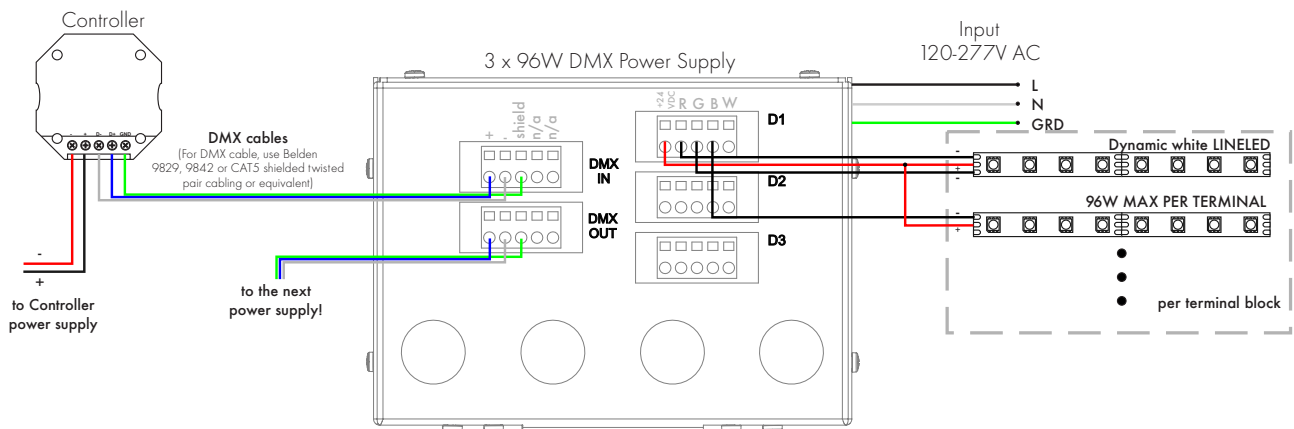 Controller
- + D- D+ GND
DMX cables
(For DMX cable, use Belden
9829, 9842 or CAT5 shielded twisted
pair cabling or equivalent)
-
+
to Controller
power supply
3 x 96W DMX Power Supply
+ - shield n/a n/a
DMX
IN
DMX
OUT
to the next
power supply!
+24
VDC R G B W
D1
D2
D3
Input
120-277V AC
L
N
GRD
Dynamic white LINELED
-
+
-
96W MAX PER TERMINAL
-
+
per terminal block